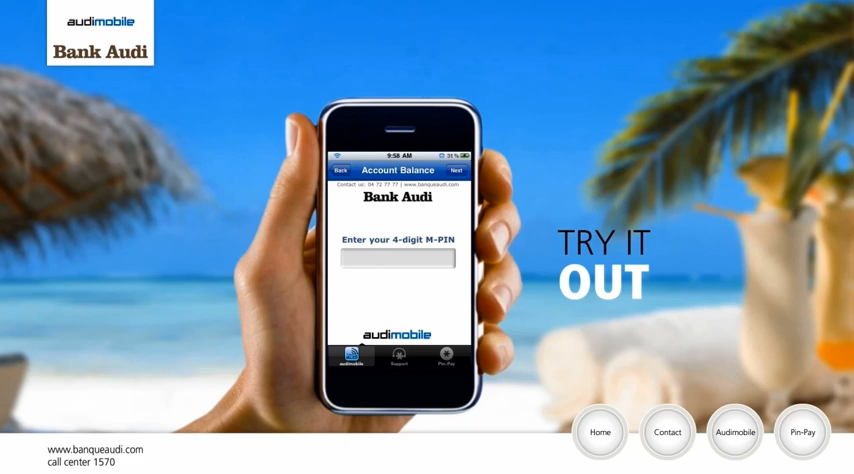 audimobile
Bank Audi
9:58 AM
31%
Back
Account Balance
Next
Contact us: 04 72 77 77 | www.banqueaudi.com
Bank Audi
Enter your 4-digit M-PIN
audimobile
audimobile
Support
Pin-Pay
TRY IT
OUT
Home
Contact
Audimobile
Pin-Pay
www.banqueaudi.com
call center 1570